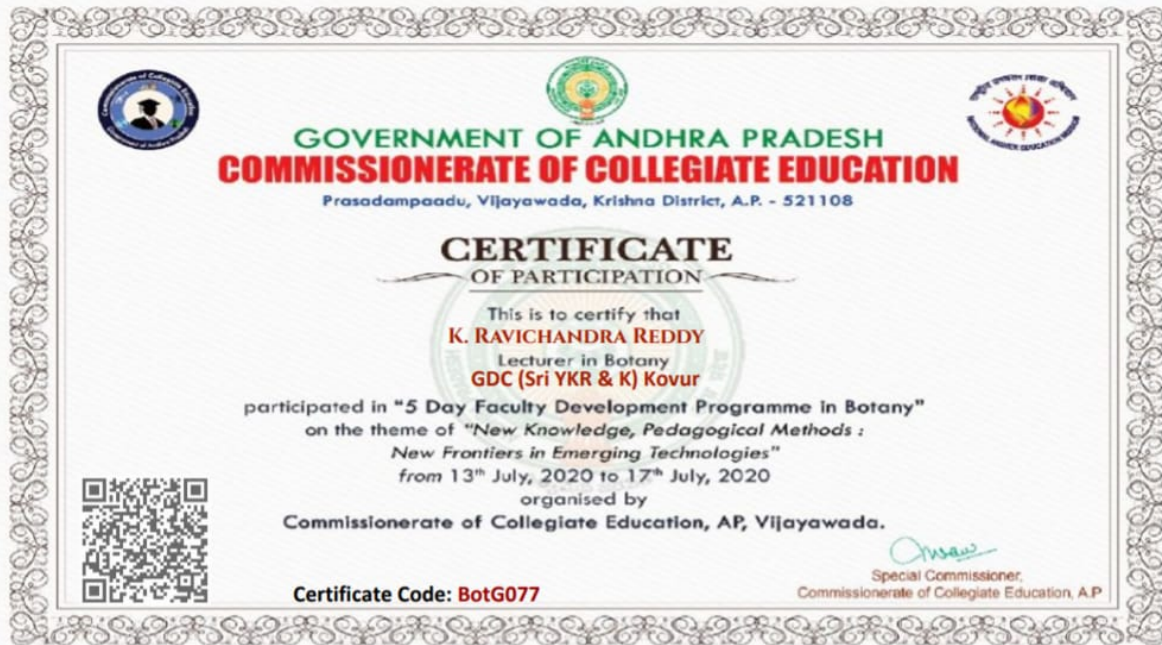 Commissionerate of Collegiate Education
GOVERNMENT OF ANDHRA PRADESH
COMMISSIONERATE OF COLLEGIATE EDUCATION
Prasadampaadu, Vijayawada, Krishna District, A.P. - 521108
CERTIFICATE
OF PARTICIPATION
This is to certify that
K. RAVICHANDRA REDDY
Lecturer in Botany
GDC (Sri YKR & K) Kovur
participated in "5 Day Faculty Development Programme in Botany"
on the theme of "New Knowledge, Pedagogical Methods :
New Frontiers in Emerging Technologies"
from 13th July, 2020 to 17th July, 2020
organised by
Commissionerate of Collegiate Education, AP, Vijayawada.
Special Commissioner,
Commissionerate of Collegiate Education, A.P
Certificate Code: BotG077